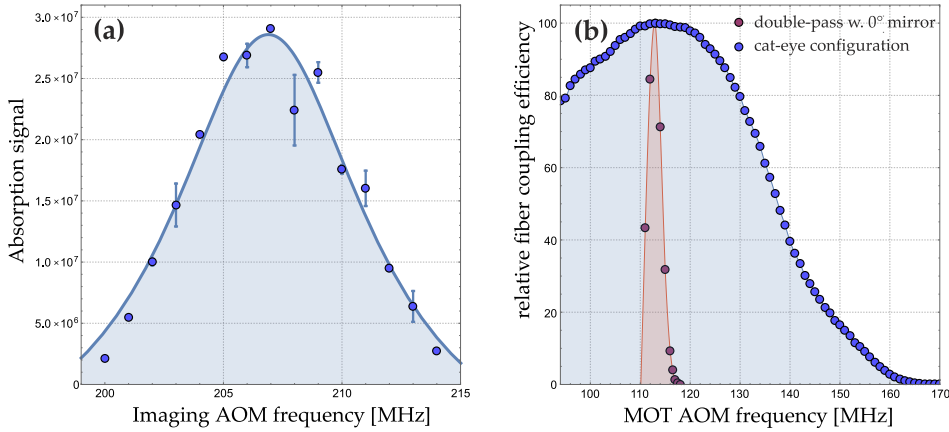 (a)
Absorption signal
3.0×10⁷
2.5×10⁷
2.0×10⁷
1.5×10⁷
1.0×10⁷
5.0×10⁶
0
200 205 210 215
Imaging AOM frequency [MHz]
(b)
double-pass w. 0° mirror
cat-eye configuration
relative fiber coupling efficiency
100
80
60
40
20
0
100 110 120 130 140 150 160 170
MOT AOM frequency [MHz]